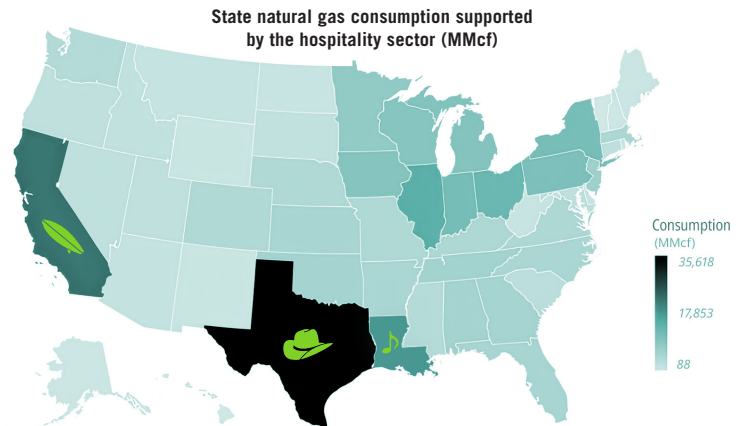 State natural gas consumption supported
by the hospitality sector (MMcf)
Consumption
(MMcf)
35,618
17,853
88